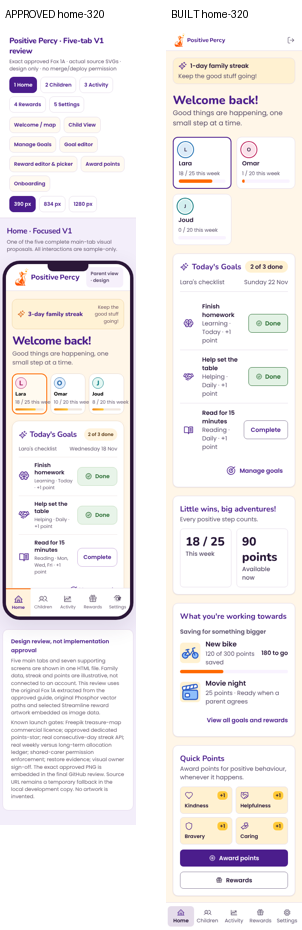 APPROVED home-320
Positive Percy · Five-tab V1
review
Exact approved Fox IA · actual source SVGs ·
design only · no merge/deploy permission
1 Home
2 Children
3 Activity
4 Rewards
5 Settings
Welcome / map
Child View
Manage Goals
Goal editor
Reward editor & picker
Award points
Onboarding
390 px
834 px
1280 px
Home · Focused V1
One of the five complete main-tab visual
proposals. All interactions are sample-only.
Positive Percy
Parent view
· design
3-day family streak
Keep the
good stuff
going!
Welcome back!
Good things are happening, one
small step at a time.
L
Lara
18 / 25 this week
O
Omar
10 / 20 this week
J
Joud
8 / 20 this week
Today's Goals
2 of 3 done
Lara's checklist
Wednesday 18 Nov
Finish
homework
Learning · Today
· +1 point
Done
Help set the
table
Helping · Daily ·
+1 point
Done
Read for 15
minutes
Reading · Mon,
Wed, Fri · +1
point
Complete
Home
Children
Activity
Rewards
Settings
Design review, not implementation
approval
Five main tabs and seven supporting
screens are shown in one HTML file. Family
data, streak and points are illustrative, not
connected to an account. This review uses
the original Fox IA extracted from the
approved guide, original Phosphor vector
paths and selected Streamline reward
artwork embedded as image data.
Known launch gates: Freepik treasure-map
commercial licence; approved dedicated
points-star; real consecutive-day streak API;
real weekly versus long-term allocation
ledger; shared-carer permission
enforcement, restore evidence; visual owner
sign-off. The exact approved PNG is
embedded in the final GitHub review. Source
URL remains a temporary fallback in the
local development copy. No artwork is
invented.
BUILT home-320
Positive Percy
1-day family streak
Keep the good stuff going!
Welcome back!
Good things are happening, one
small step at a time.
L
Lara
18 / 25 this week
O
Omar
1 / 20 this week
J
Joud
0 / 20 this week
Today's Goals
2 of 3 done
Lara's checklist
Sunday 22 Nov
Finish
homework
Learning ·
Today · +1
point
Done
Help set the
table
Helping ·
Daily · +1
point
Done
Read for 15
minutes
Reading ·
Daily · +1
point
Complete
Manage goals
Little wins, big adventures!
Every positive step counts.
18 / 25
This week
90
points
Available
now
What you're working towards
Saving for something bigger
New bike
120 of 300 points
saved
180 to go
Movie night
25 points · Ready when a
parent agrees
View all goals and rewards
Quick Points
Award points for positive behaviour,
whenever it happens.
+1
Kindness
+1
Helpfulness
+1
Bravery
+1
Caring
Award points
Rewards
Home
Children
Activity
Rewards
Settings